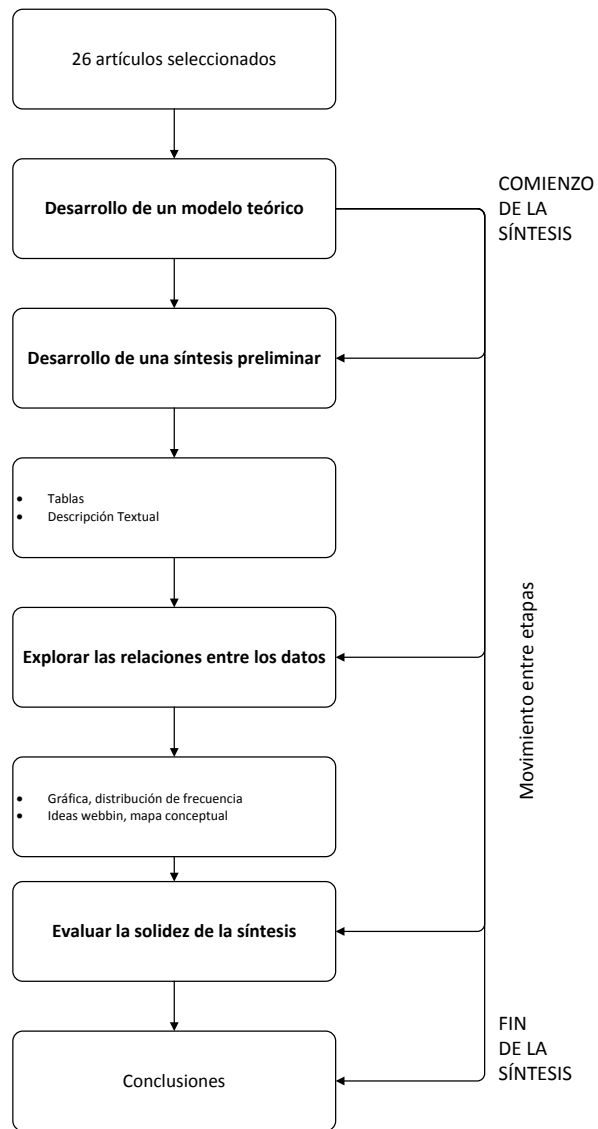 26 artículos seleccionados
Desarrollo de un modelo teórico
COMIENZO
DE LA
SÍNTESIS
Desarrollo de una síntesis preliminar
• Tablas
• Descripción Textual
Explorar las relaciones entre los datos
Movimiento entre etapas
• Gráfica, distribución de frecuencia
• Ideas webbin, mapa conceptual
Evaluar la solidez de la síntesis
FIN
DE LA
SÍNTESIS
Conclusiones